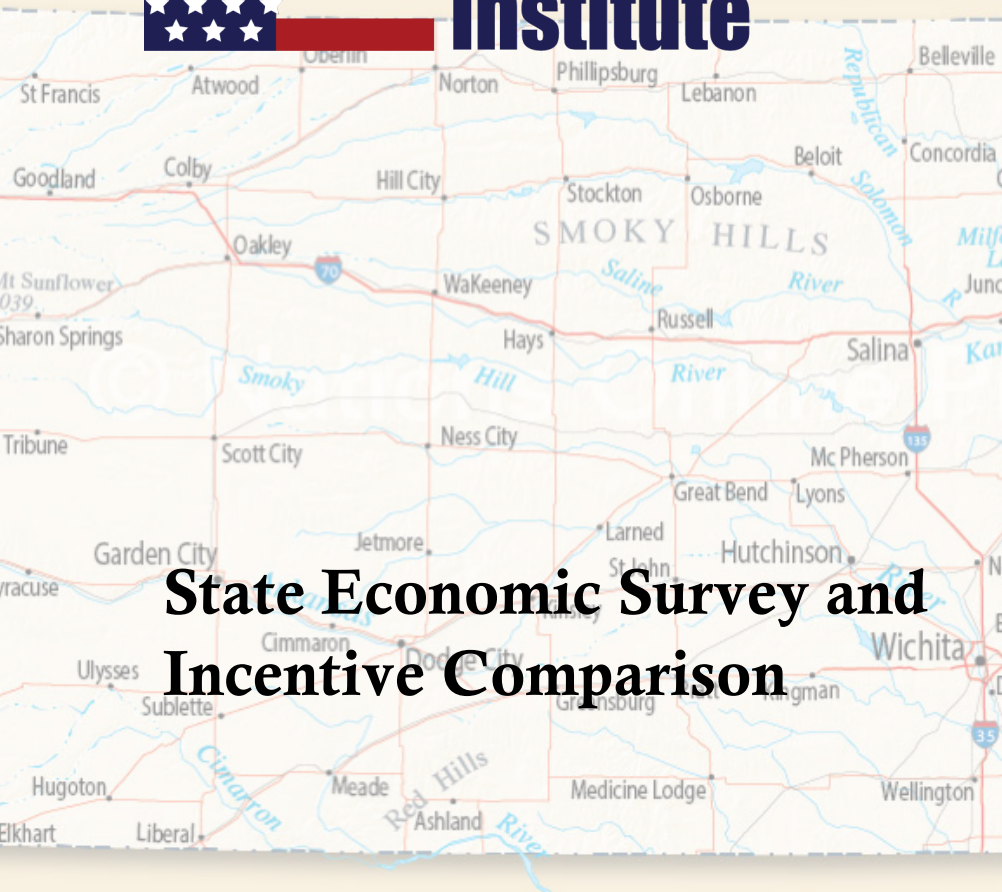 Institute
Oberlin
Belleville
St Francis
Atwood
Norton
Phillipsburg
Lebanon
Republican
Goodland
Colby
Hill City
Stockton
Osborne
Beloit
Concordia
Solomon
SMOKY HILLS
Oakley
70
WaKeeney
Saline
River
Mt Sunflower
039
Sharon Springs
Hays
Russell
Salina
Smoky
Hill
River
135
Tribune
Scott City
Ness City
Mc Pherson
Great Bend
Lyons
Garden City
Jetmore
Larned
St John
Hutchinson
State Economic Survey and
Cimmaron
Dodge City
Wichita
Incentive Comparison
Ulysses
Sublette
Greensburg
Kingman
35
Cimarron
Hugoton
Meade
Red Hills
Medicine Lodge
Wellington
Elkhart
Liberal
Ashland
River